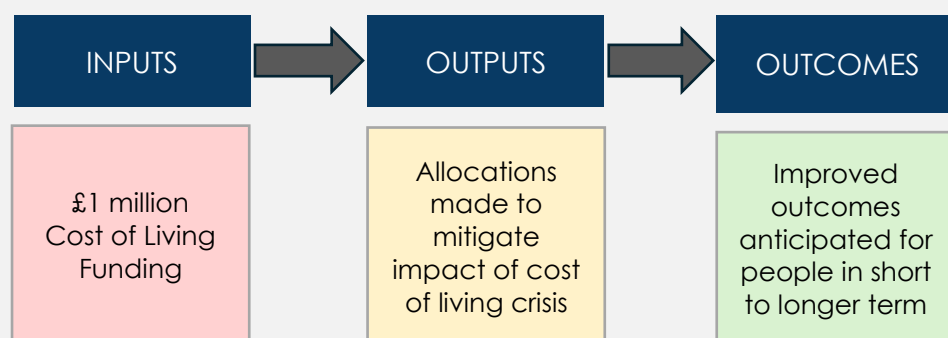 INPUTS
OUTPUTS
OUTCOMES
£1 million
Cost of Living
Funding
Allocations
made to
mitigate
impact of cost
of living crisis
Improved
outcomes
anticipated for
people in short
to longer term